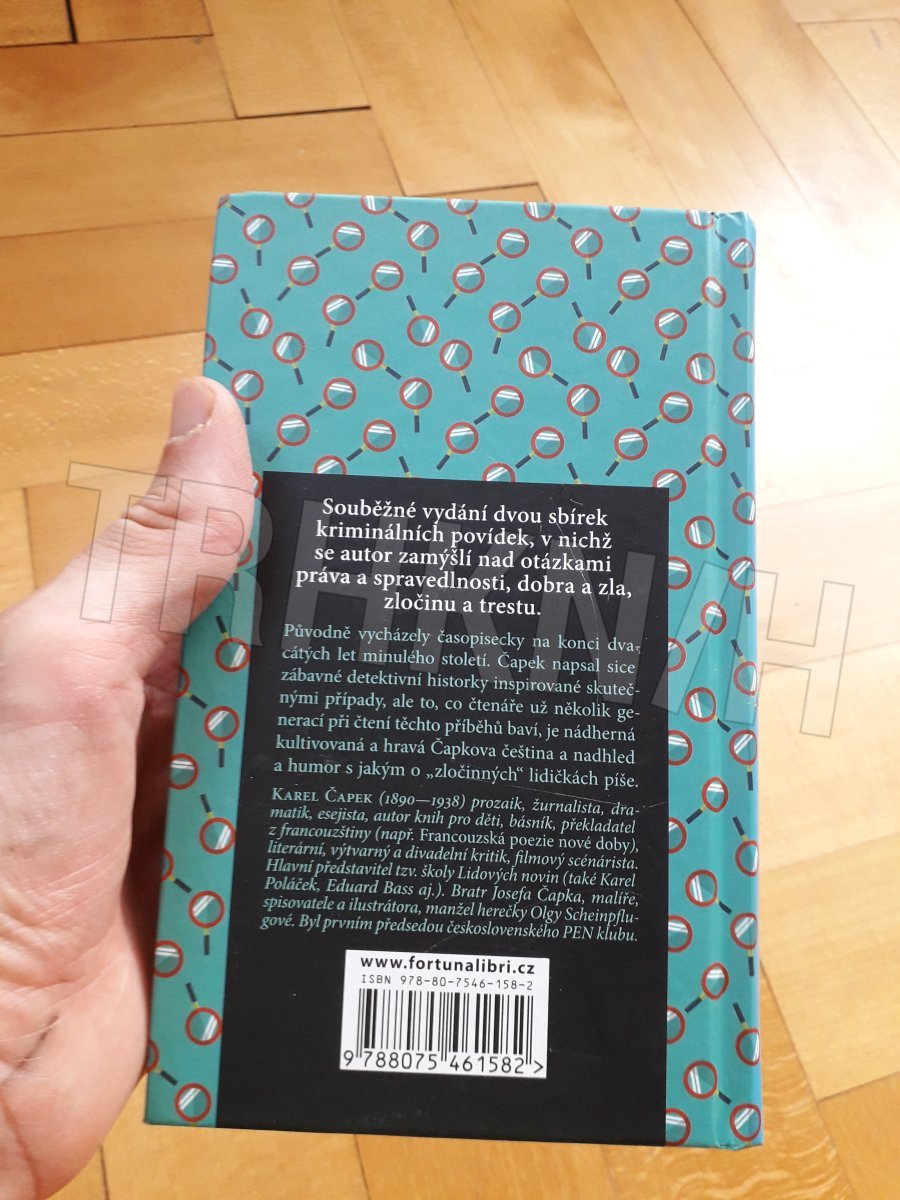 Souběžné vydání dvou sbírek
kriminálních povídek, v nichž
se autor zamýšlí nad otázkami
práva a spravedlnosti, dobra a zla,
zločinu a trestu.
Původně vycházely časopisecky na konci dva-
cátých let minulého století. Čapek napsal sice
zábavné detektivní historky inspirované skuteč-
nými případy, ale to, co čtenáře už několik ge-
nerací při čtení těchto příběhů baví, je nádherná
kultivovaná a hravá Čapkova čeština a nadhled
a humor s jakým o „zločinných“ lidičkách píše.
KAREL ČAPEK (1890—1938) prozaik, žurnalista, dra-
matik, esejista, autor knih pro děti, básník, překladatel
z francouzštiny (např. Francouzská poezie nové doby),
literární, výtvarný a divadelní kritik, filmový scénárista.
Hlavní představitel tzv. školy Lidových novin (také Karel
Poláček, Eduard Bass aj.). Bratr Josefa Čapka, malíře,
spisovatele a ilustrátora, manžel herečky Olgy Scheinpflu-
gové. Byl prvním předsedou československého PEN klubu.
www.fortunalibri.cz
ISBN 978-80-7546-158-2
9 788075 461582 >
TRHKNIH